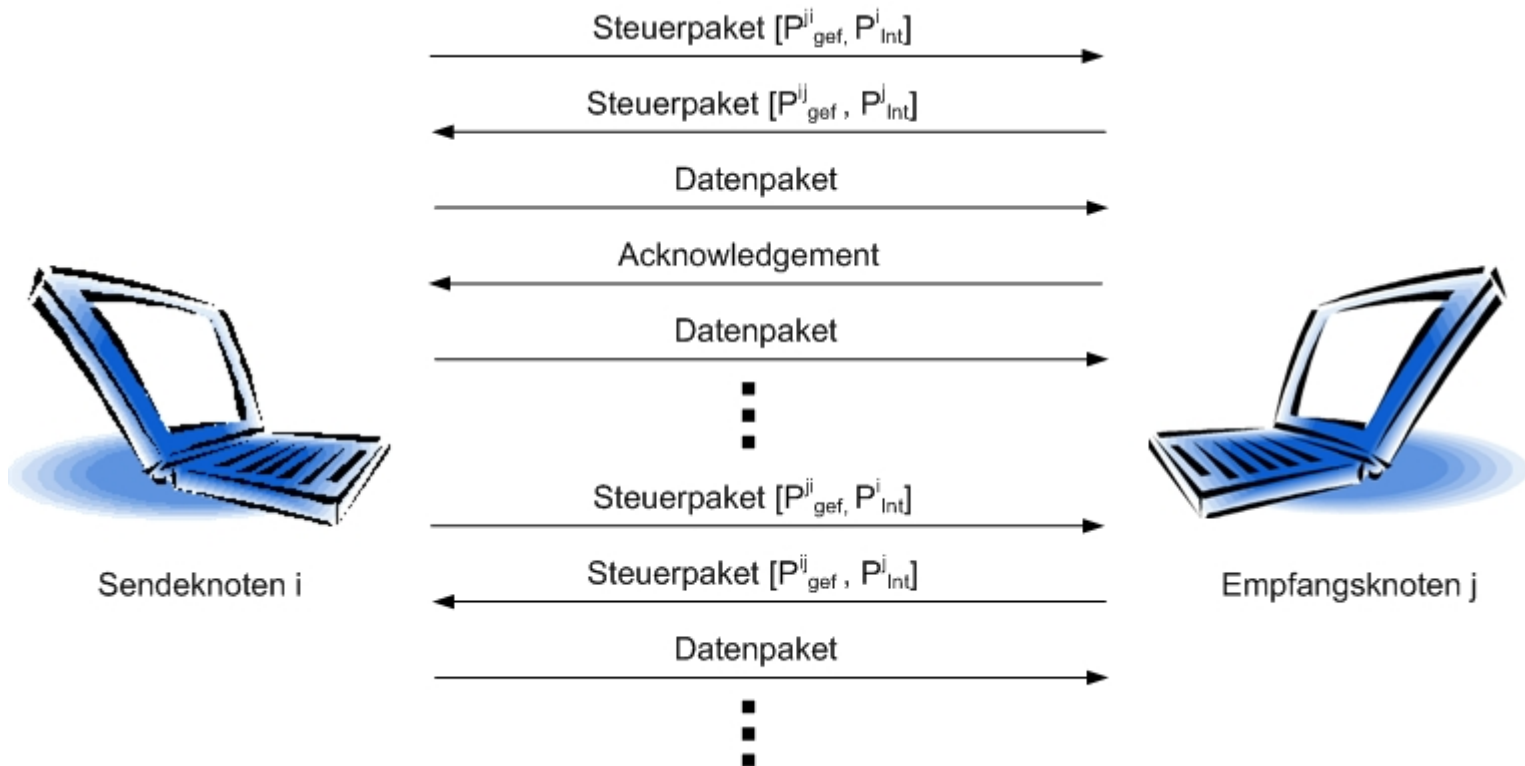 Steuerpaket [P^ji_gef, P^i_Int]
Steuerpaket [P^ij_gef , P^j_Int]
Datenpaket
Acknowledgement
Datenpaket
Steuerpaket [P^ji_gef, P^i_Int]
Steuerpaket [P^ij_gef , P^j_Int]
Sendeknoten i
Empfangsknoten j
Datenpaket